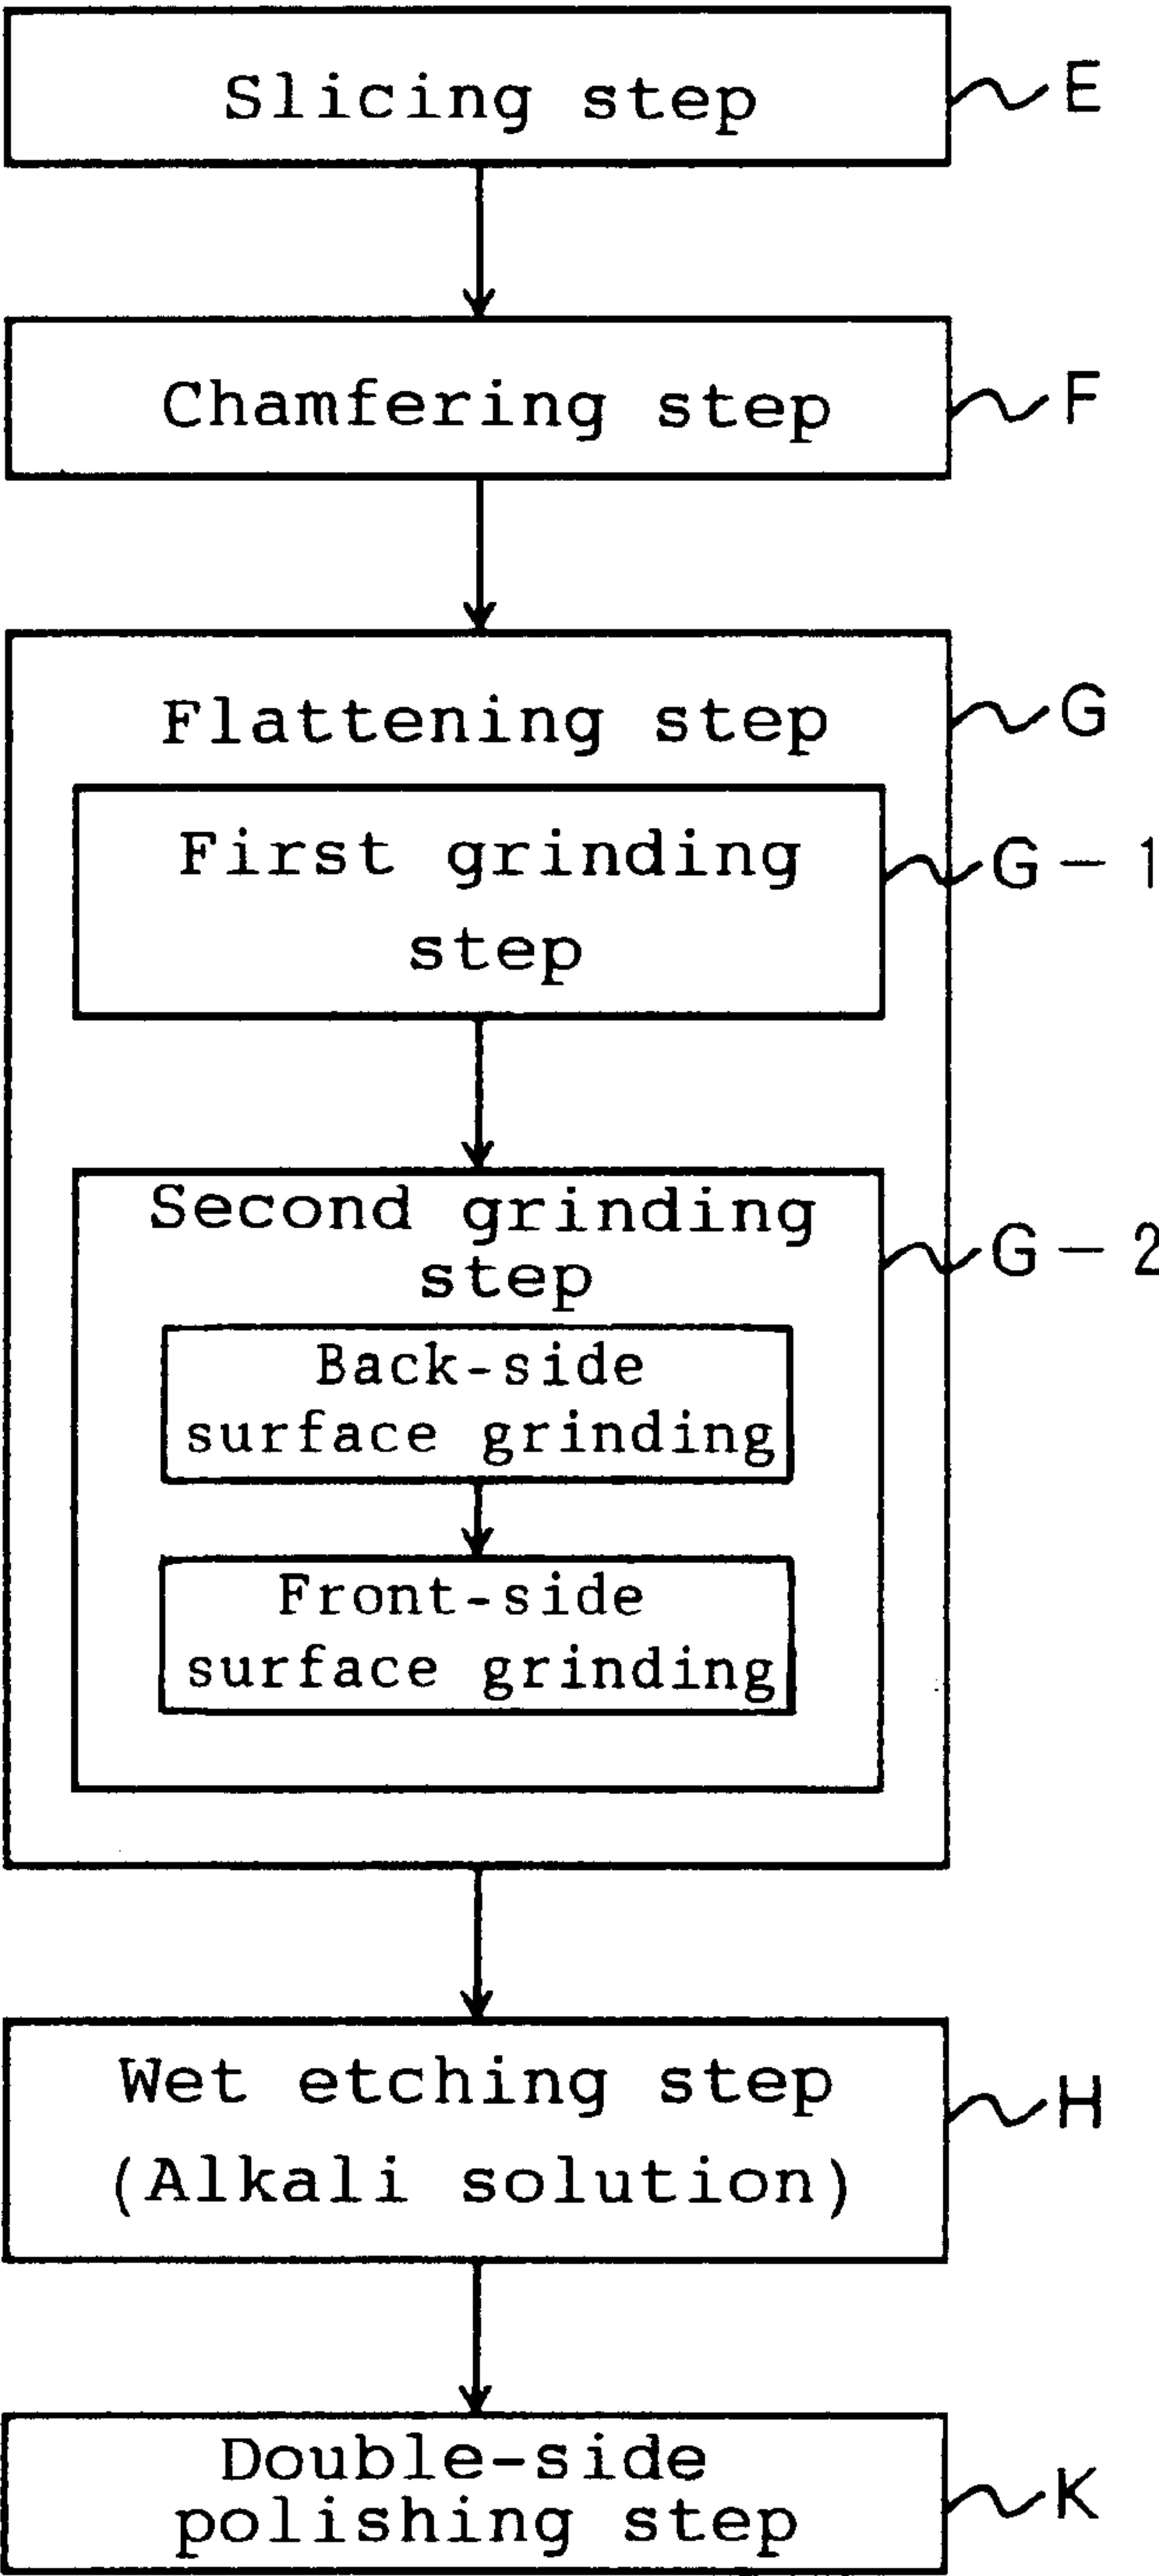 Slicing step
E
Chamfering step
F
Flattening step
G
First grinding
step
G-1
Second grinding
step
G-2
Back-side
surface grinding
Front-side
surface grinding
Wet etching step
(Alkali solution)
H
Double-side
polishing step
K